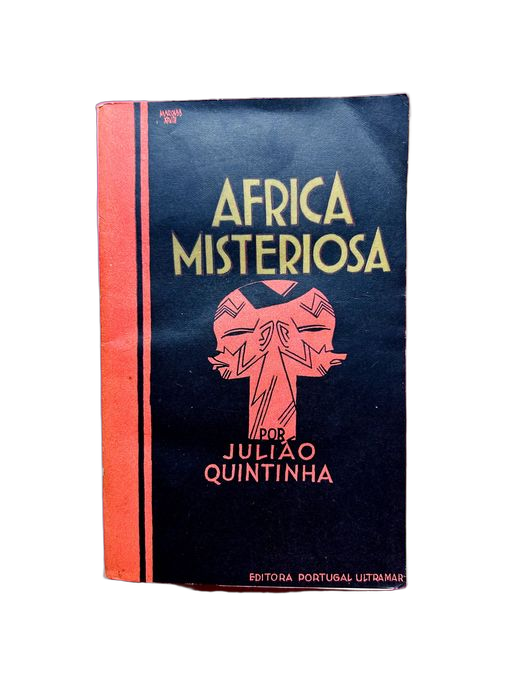 AFRICA
MISTERIOSA
POR
JULIÃO
QUINTINHA
EDITORA PORTUGAL ULTRAMAR